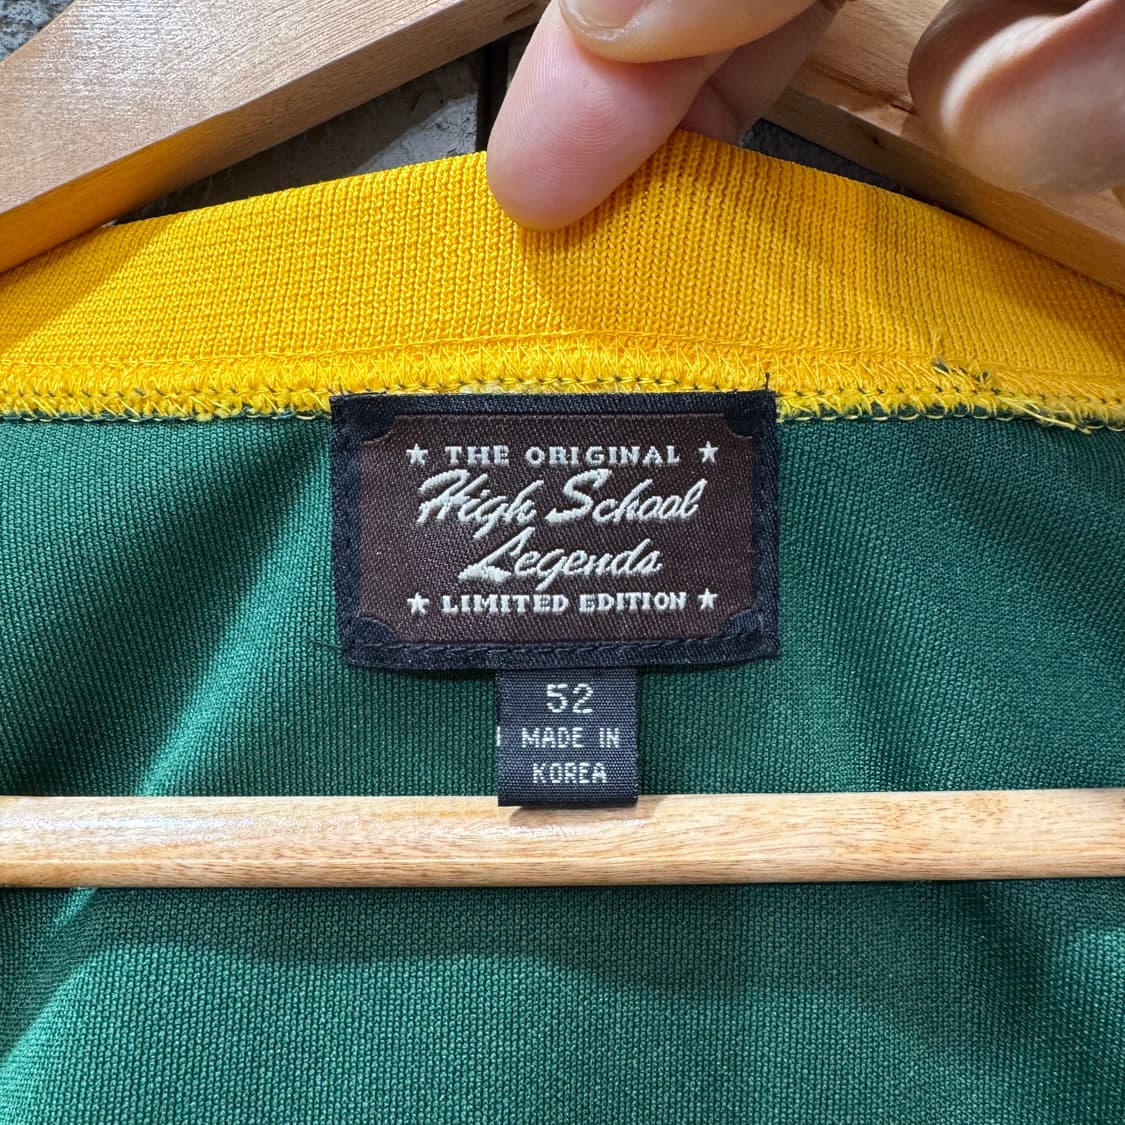 ★ THE ORIGINAL ★
High School
Legends
★ LIMITED EDITION ★
52
MADE IN
KOREA